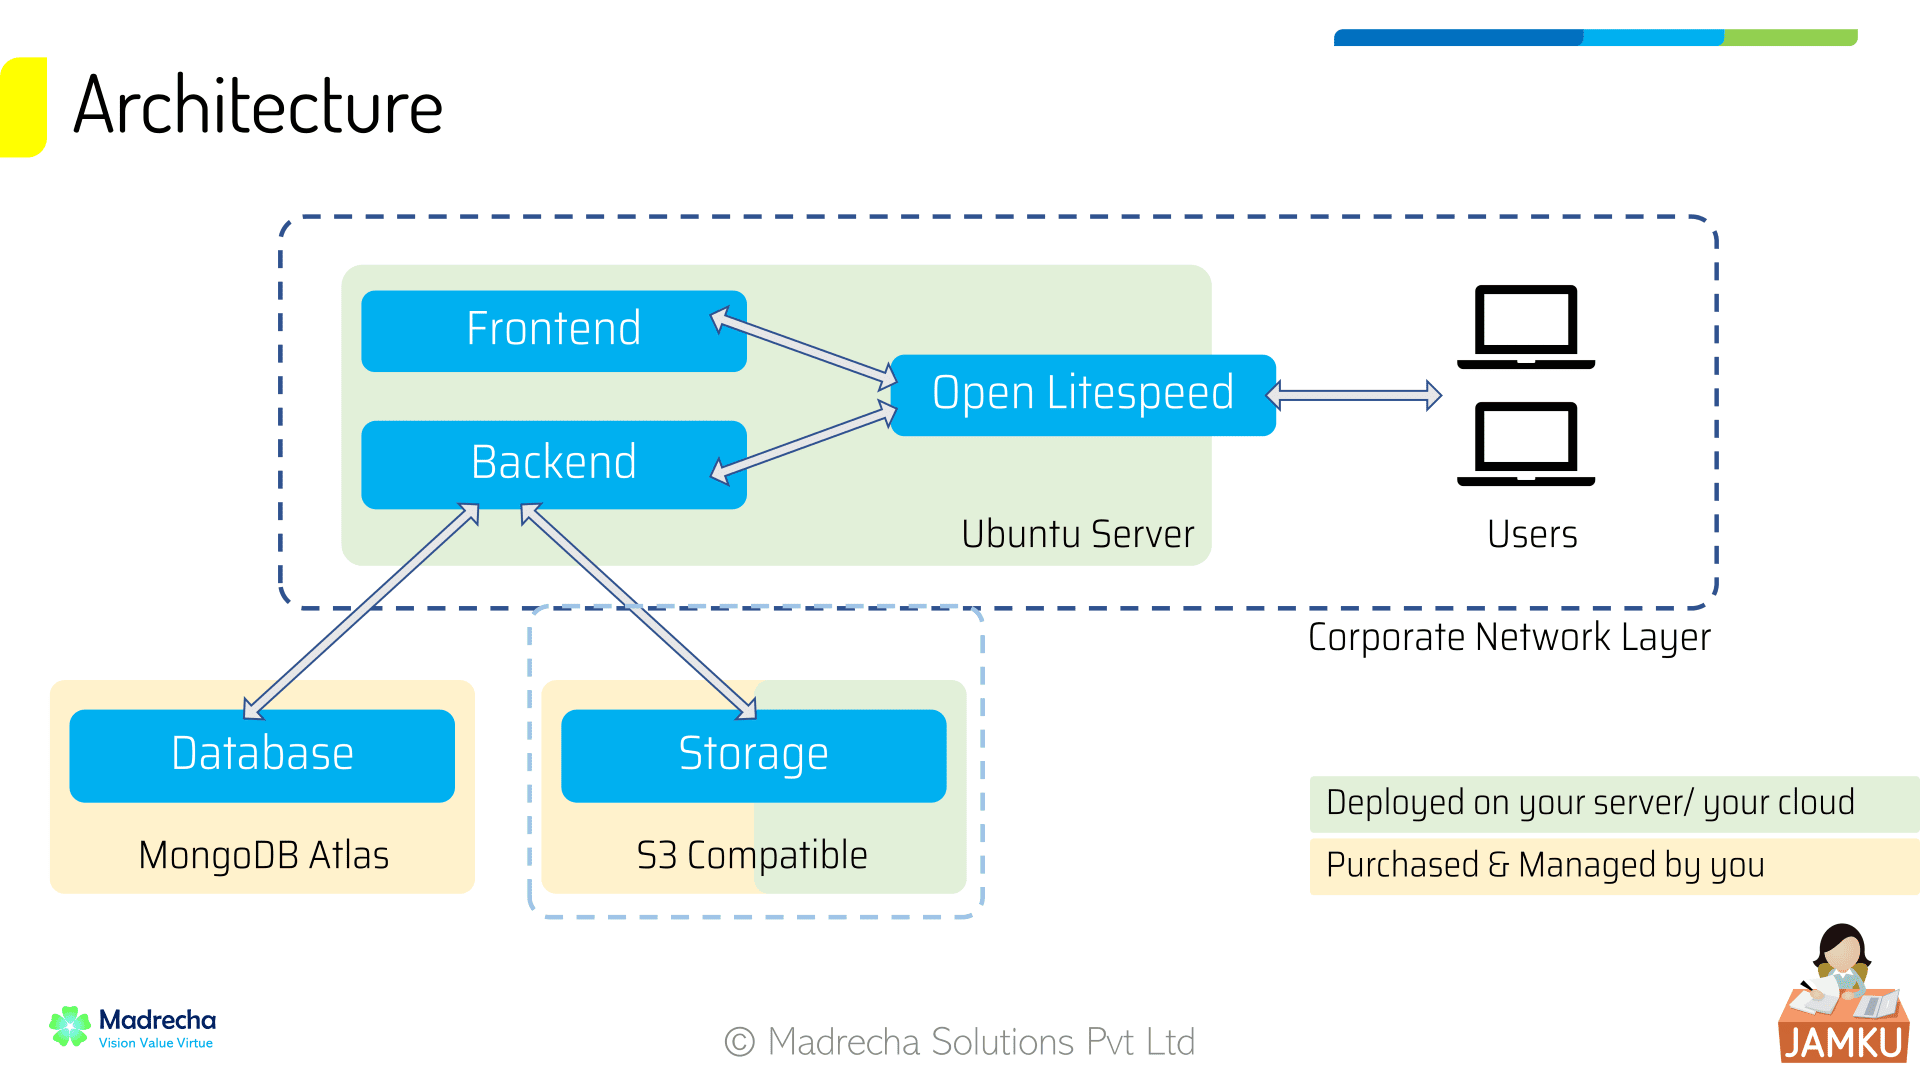 Architecture
Frontend
Open Litespeed
Backend
Ubuntu Server
Users
Corporate Network Layer
Database
Storage
MongoDB Atlas
S3 Compatible
Deployed on your server/ your cloud
Purchased & Managed by you
Madrecha
Vision Value Virtue
© Madrecha Solutions Pvt Ltd
JAMKU